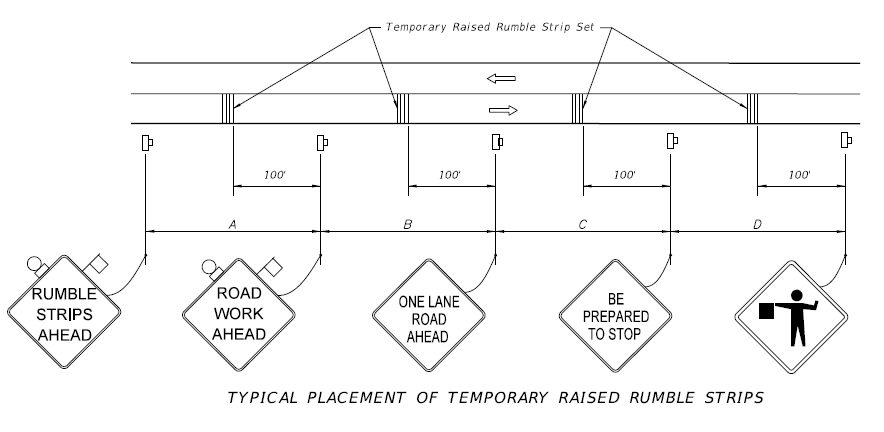 Temporary Raised Rumble Strip Set
100'
100'
100'
100'
A
B
C
D
RUMBLE
STRIPS
AHEAD
ROAD
WORK
AHEAD
ONE LANE
ROAD
AHEAD
BE
PREPARED
TO STOP
TYPICAL PLACEMENT OF TEMPORARY RAISED RUMBLE STRIPS